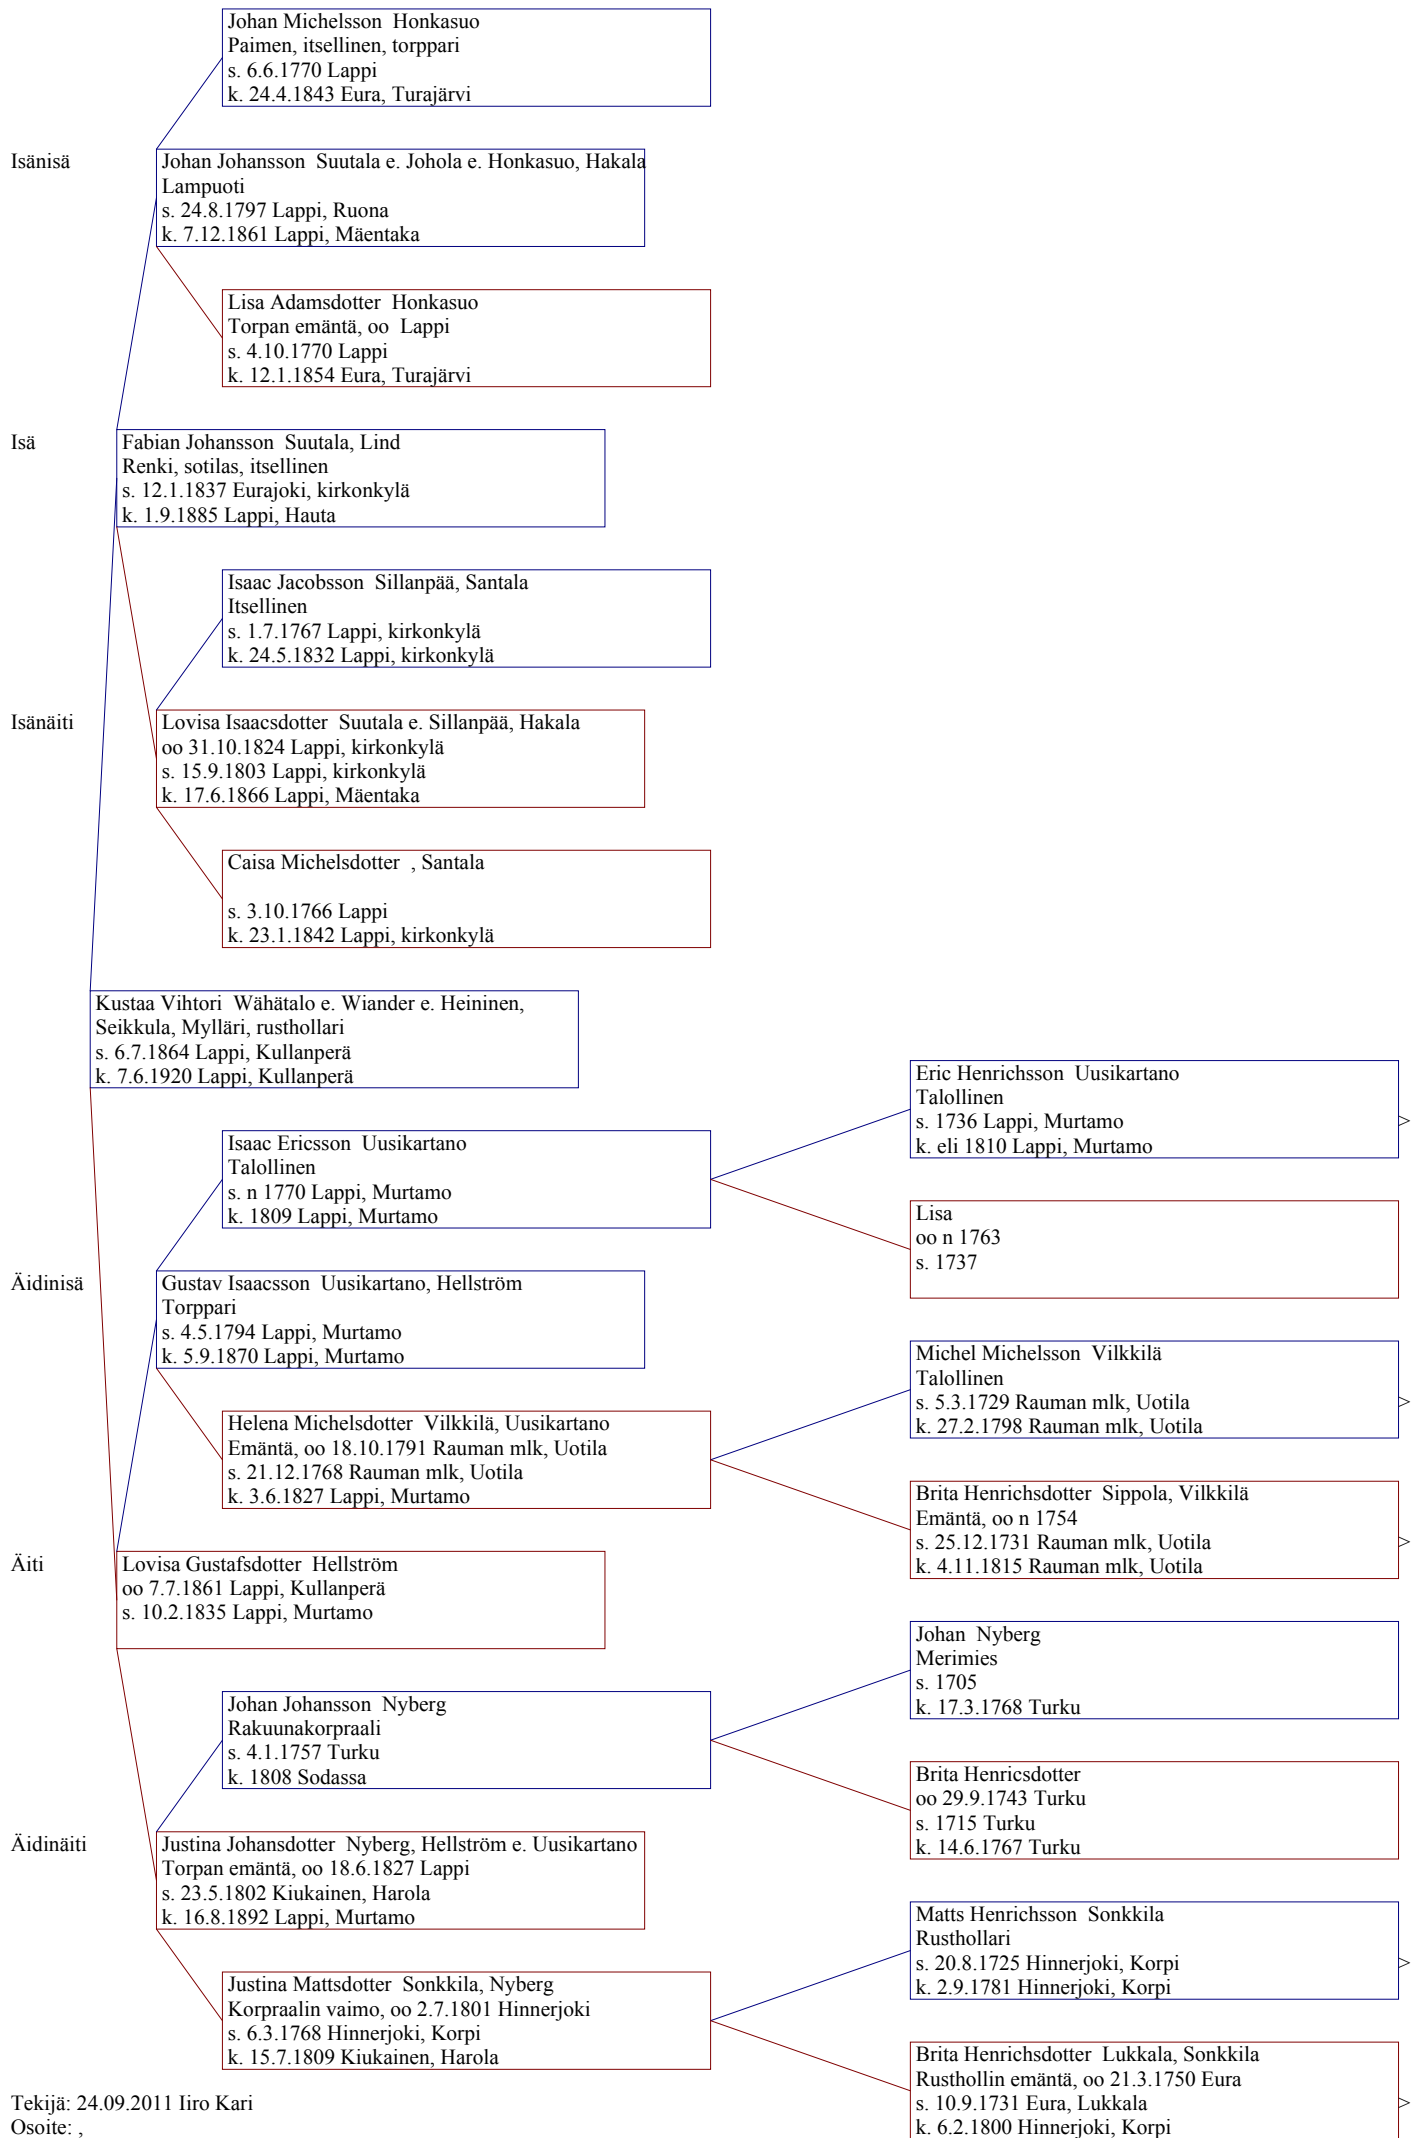 Johan Michelsson  Honkasuo
Paimen, itsellinen, torppari
s. 6.6.1770 Lappi
k. 24.4.1843 Eura, Turajärvi
Isänisä
Johan Johansson  Suutala e. Johola e. Honkasuo, Hakala
Lampuoti
s. 24.8.1797 Lappi, Ruona
k. 7.12.1861 Lappi, Mäentaka
Lisa Adamsdotter  Honkasuo
Torpan emäntä, oo  Lappi
s. 4.10.1770 Lappi
k. 12.1.1854 Eura, Turajärvi
Isä
Fabian Johansson  Suutala, Lind
Renki, sotilas, itsellinen
s. 12.1.1837 Eurajoki, kirkonkylä
k. 1.9.1885 Lappi, Hauta
Isaac Jacobsson  Sillanpää, Santala
Itsellinen
s. 1.7.1767 Lappi, kirkonkylä
k. 24.5.1832 Lappi, kirkonkylä
Isänäiti
Lovisa Isaacsdotter  Suutala e. Sillanpää, Hakala
oo 31.10.1824 Lappi, kirkonkylä
s. 15.9.1803 Lappi, kirkonkylä
k. 17.6.1866 Lappi, Mäentaka
Caisa Michelsdotter  , Santala
s. 3.10.1766 Lappi
k. 23.1.1842 Lappi, kirkonkylä
Kustaa Vihtori  Wähätalo e. Wiander e. Heininen,
Seikkula, Mylläri, rusthollari
s. 6.7.1864 Lappi, Kullanperä
k. 7.6.1920 Lappi, Kullanperä
Eric Henrichsson  Uusikartano
Talollinen
s. 1736 Lappi, Murtamo
k. eli 1810 Lappi, Murtamo
>
Isaac Ericsson  Uusikartano
Talollinen
s. n 1770 Lappi, Murtamo
k. 1809 Lappi, Murtamo
Lisa
oo n 1763
s. 1737
Äidinisä
Gustav Isaacsson  Uusikartano, Hellström
Torppari
s. 4.5.1794 Lappi, Murtamo
k. 5.9.1870 Lappi, Murtamo
Michel Michelsson  Vilkkilä
Talollinen
s. 5.3.1729 Rauman mlk, Uotila
k. 27.2.1798 Rauman mlk, Uotila
>
Helena Michelsdotter  Vilkkilä, Uusikartano
Emäntä, oo 18.10.1791 Rauman mlk, Uotila
s. 21.12.1768 Rauman mlk, Uotila
k. 3.6.1827 Lappi, Murtamo
Brita Henrichsdotter  Sippola, Vilkkilä
Emäntä, oo n 1754
s. 25.12.1731 Rauman mlk, Uotila
k. 4.11.1815 Rauman mlk, Uotila
>
Äiti
Lovisa Gustafsdotter  Hellström
oo 7.7.1861 Lappi, Kullanperä
s. 10.2.1835 Lappi, Murtamo
Johan  Nyberg
Merimies
s. 1705
k. 17.3.1768 Turku
Johan Johansson  Nyberg
Rakuunakorpraali
s. 4.1.1757 Turku
k. 1808 Sodassa
Brita Henricsdotter
oo 29.9.1743 Turku
s. 1715 Turku
k. 14.6.1767 Turku
Äidinäiti
Justina Johansdotter  Nyberg, Hellström e. Uusikartano
Torpan emäntä, oo 18.6.1827 Lappi
s. 23.5.1802 Kiukainen, Harola
k. 16.8.1892 Lappi, Murtamo
Matts Henrichsson  Sonkkila
Rusthollari
s. 20.8.1725 Hinnerjoki, Korpi
k. 2.9.1781 Hinnerjoki, Korpi
>
Justina Mattsdotter  Sonkkila, Nyberg
Korpraalin vaimo, oo 2.7.1801 Hinnerjoki
s. 6.3.1768 Hinnerjoki, Korpi
k. 15.7.1809 Kiukainen, Harola
Brita Henrichsdotter  Lukkala, Sonkkila
Rusthollin emäntä, oo 21.3.1750 Eura
s. 10.9.1731 Eura, Lukkala
k. 6.2.1800 Hinnerjoki, Korpi
>
Tekijä: 24.09.2011 Iiro Kari
Osoite: ,